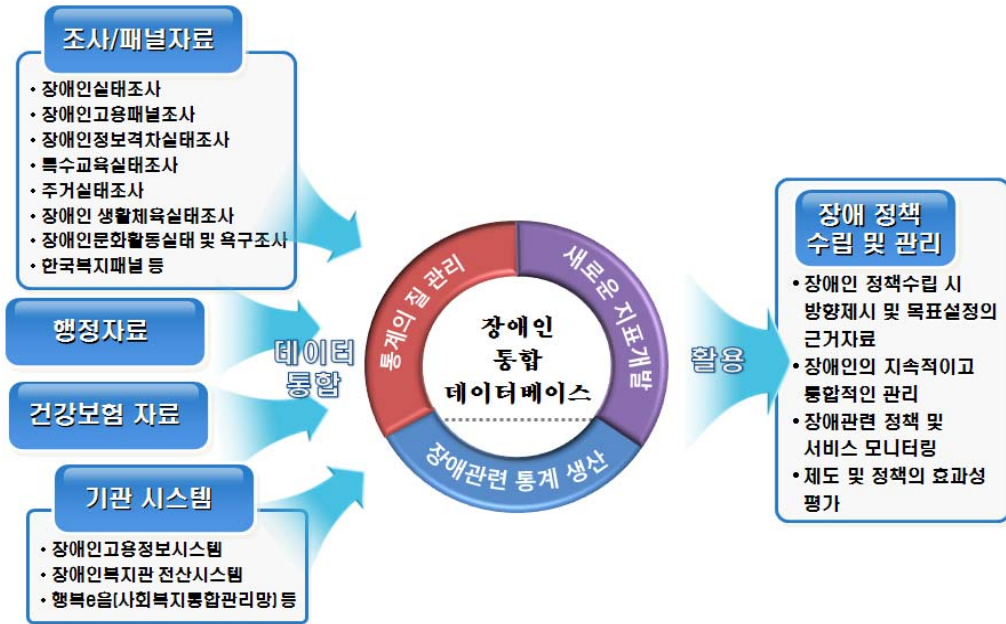 조사/패널자료
• 장애인실태조사
• 장애인고용패널조사
• 장애인정보격차실태조사
• 특수교육실태조사
• 주거실태조사
• 장애인 생활체육실태조사
• 장애인문화활동실태 및 욕구조사
• 한국복지패널 등
행정자료
건강보험 자료
기관 시스템
• 장애인고용정보시스템
• 장애인복지관 전산시스템
• 행복e음(사회복지통합관리망) 등
데이터
통합
통계의 질 관리
새로운 지표개발
장애관련 통계 생산
장애인
통합
데이터베이스
활용
장애 정책
수립 및 관리
• 장애인 정책수립 시
방향제시 및 목표설정의
근거자료
• 장애인의 지속적이고
통합적인 관리
• 장애관련 정책 및
서비스 모니터링
• 제도 및 정책의 효과성
평가